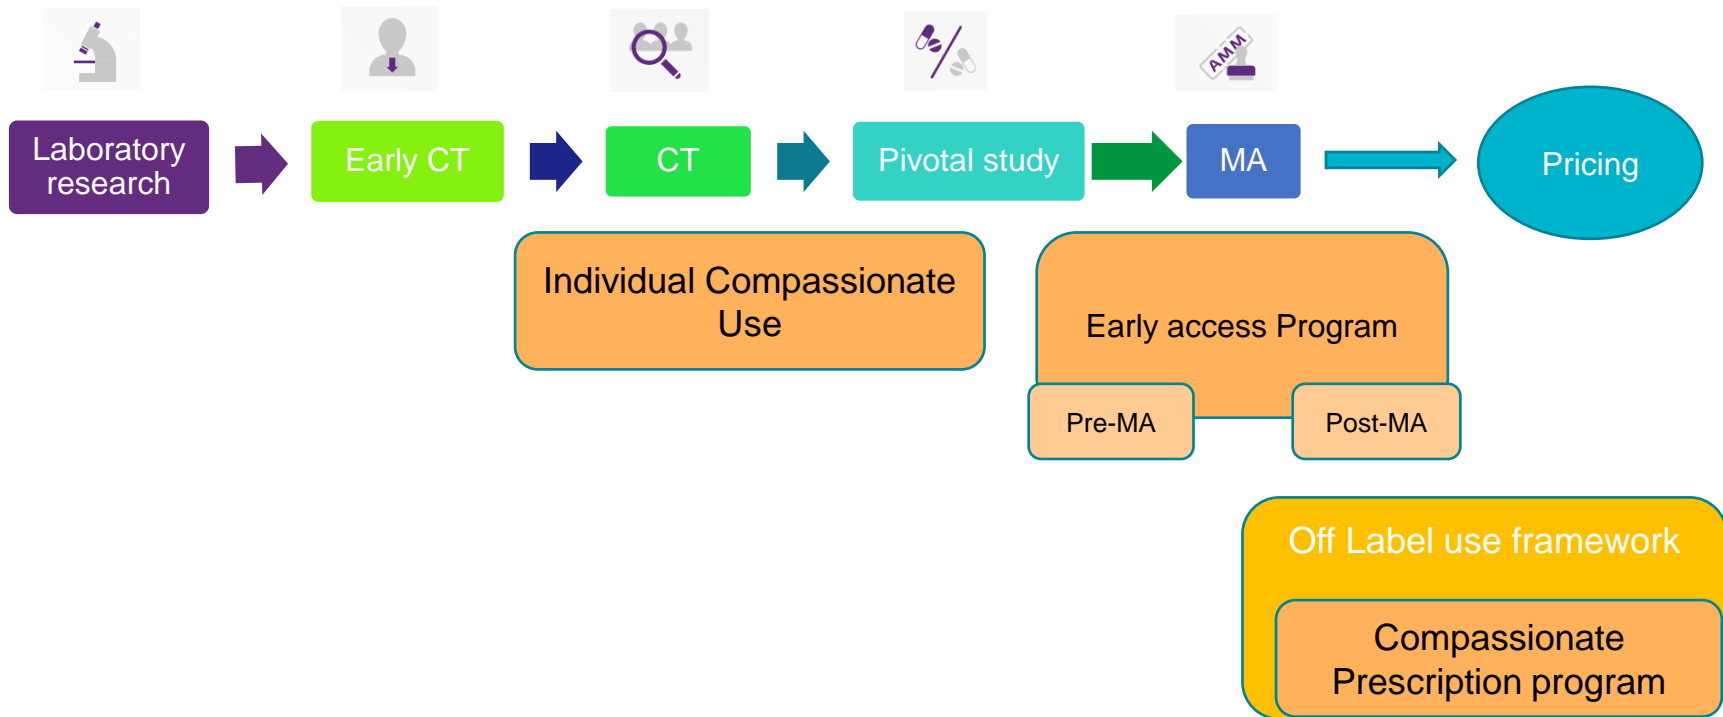 AMM
Laboratory
research
Early CT
CT
Pivotal study
MA
Pricing
Individual Compassionate
Use
Early access Program
Pre-MA
Post-MA
Off Label use framework
Compassionate
Prescription program